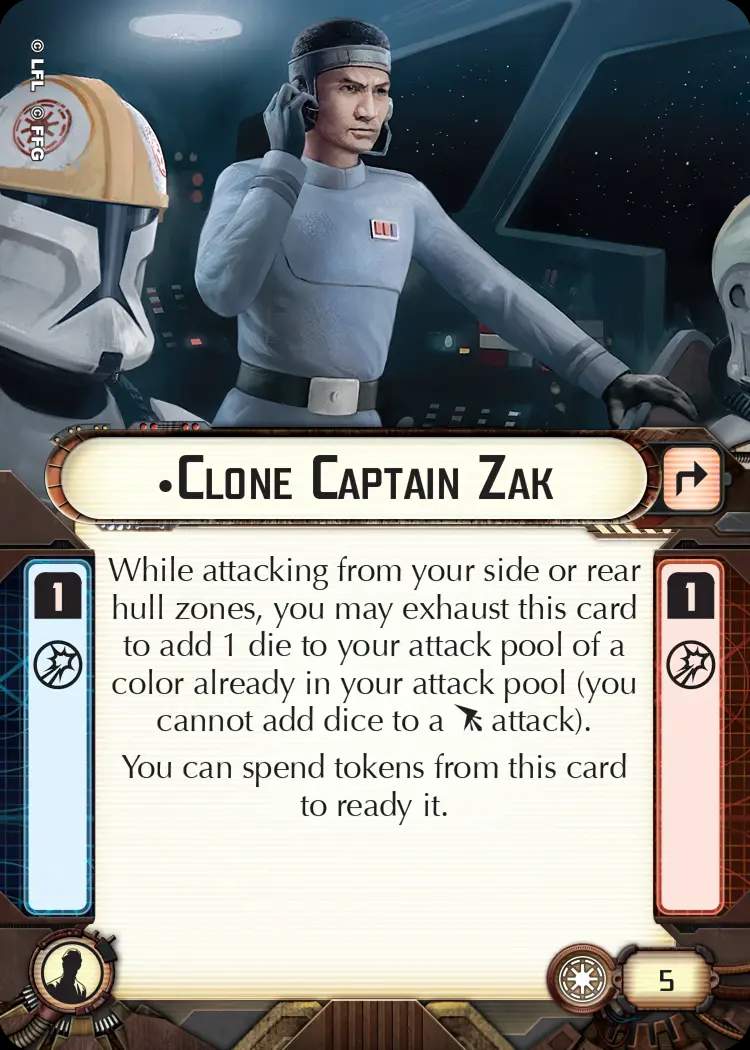 © LFL © FFG
•Clone Captain Zak
1
1
While attacking from your side or rear
hull zones, you may exhaust this card
to add 1 die to your attack pool of a
color already in your attack pool (you
cannot add dice to a attack).
You can spend tokens from this card
to ready it.
5